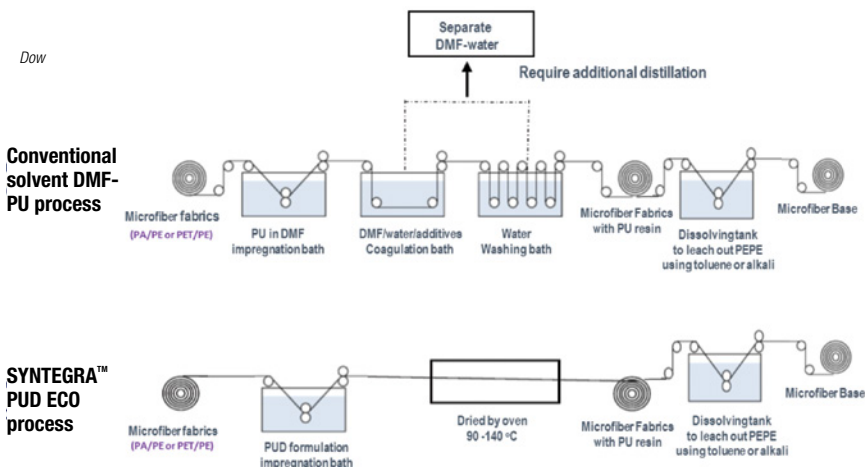 Separate
DMF-water
Dow
Require additional distillation
Conventional
solvent DMF-
PU process
Microfiber fabrics
(PA/PE or PET/PE)
PU in DMF
impregnation bath
DMF/water/additives
Coagulation bath
Water
Washing bath
Microfiber Fabrics
with PU resin
Dissolvingtank
to leach out PEPE
using toluene or alkali
Microfiber Base
SYNTEGRA™
PUD ECO
process
Microfiber fabrics
(PA/PE or PET/PE)
PUD formulation
impregnation bath
Dried by oven
90 -140 ºC
Microfiber Fabrics
with PU resin
Dissolvingtank
to leach out PEPE
using toluene or alkali
Microfiber Base